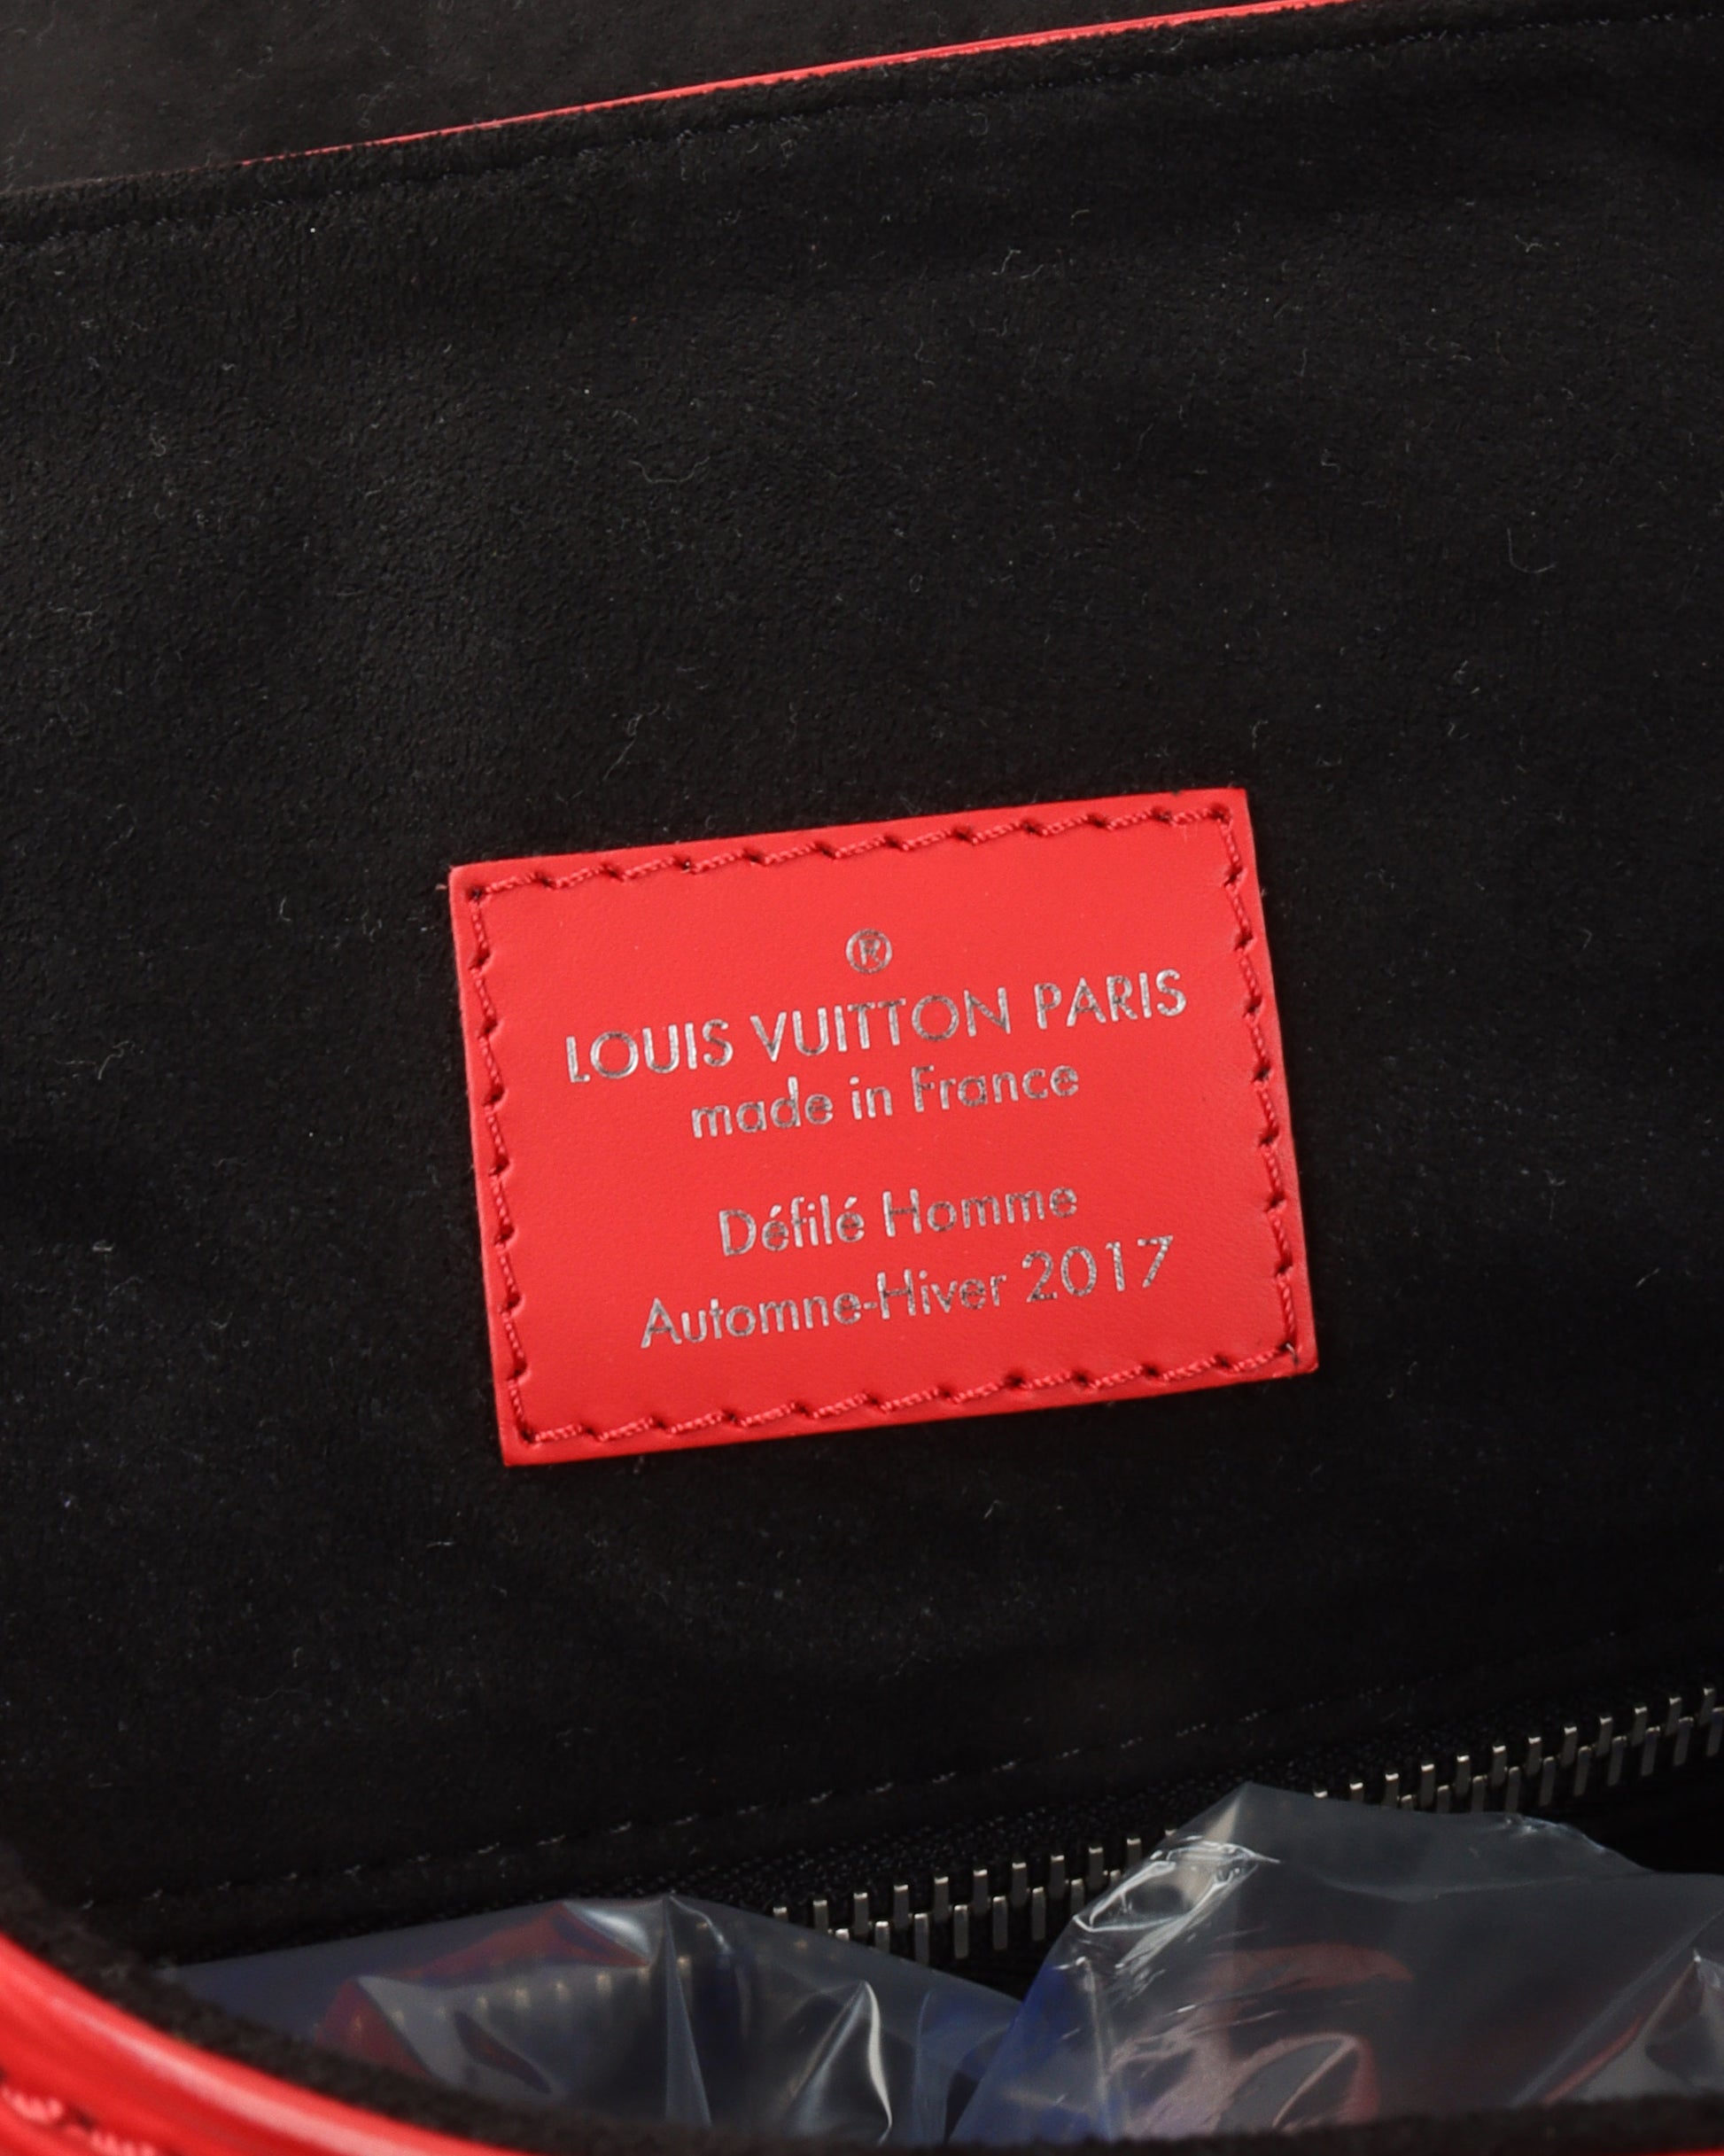 ®
LOUIS VUITTON PARIS
made in France
Défilé Homme
Automne-Hiver 2017